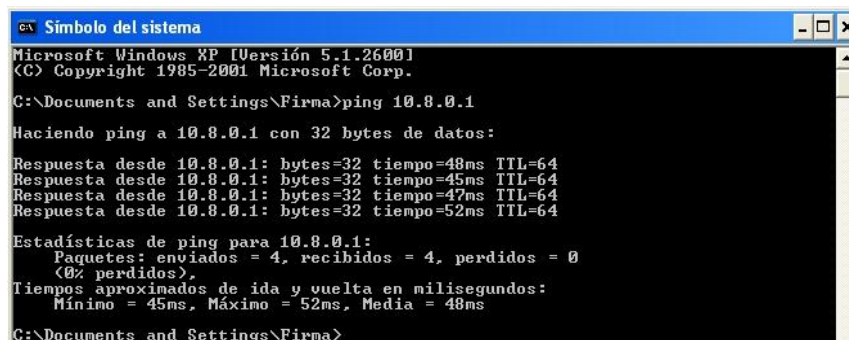 Símbolo del sistema
Microsoft Windows XP [Versión 5.1.2600]
(C) Copyright 1985-2001 Microsoft Corp.
C:\Documents and Settings\Firma>ping 10.8.0.1
Haciendo ping a 10.8.0.1 con 32 bytes de datos:
Respuesta desde 10.8.0.1: bytes=32 tiempo=48ms TTL=64
Respuesta desde 10.8.0.1: bytes=32 tiempo=45ms TTL=64
Respuesta desde 10.8.0.1: bytes=32 tiempo=47ms TTL=64
Respuesta desde 10.8.0.1: bytes=32 tiempo=52ms TTL=64
Estadísticas de ping para 10.8.0.1:
Paquetes: enviados = 4, recibidos = 4, perdidos = 0
(0% perdidos),
Tiempos aproximados de ida y vuelta en milisegundos:
Mínimo = 45ms, Máximo = 52ms, Media = 48ms
C:\Documents and Settings\Firma>